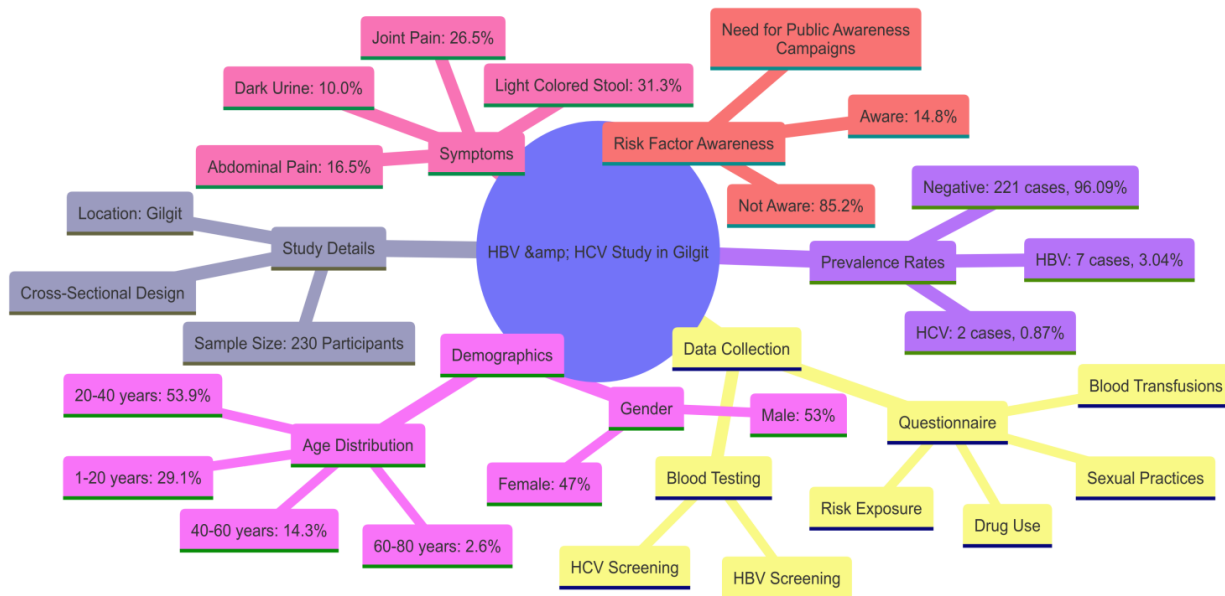 Joint Pain: 26.5%
Need for Public Awareness
Campaigns
Dark Urine: 10.0%
Light Colored Stool: 31.3%
Aware: 14.8%
Abdominal Pain: 16.5%
Symptoms
Risk Factor Awareness
Not Aware: 85.2%
Negative: 221 cases, 96.09%
Location: Gilgit
Study Details
HBV &amp; HCV Study in Gilgit
Prevalence Rates
HBV: 7 cases, 3.04%
Cross-Sectional Design
Sample Size: 230 Participants
HCV: 2 cases, 0.87%
Demographics
Data Collection
20-40 years: 53.9%
Age Distribution
Gender
Male: 53%
Questionnaire
Blood Transfusions
1-20 years: 29.1%
Female: 47%
Blood Testing
Sexual Practices
40-60 years: 14.3%
60-80 years: 2.6%
Risk Exposure
Drug Use
HCV Screening
HBV Screening